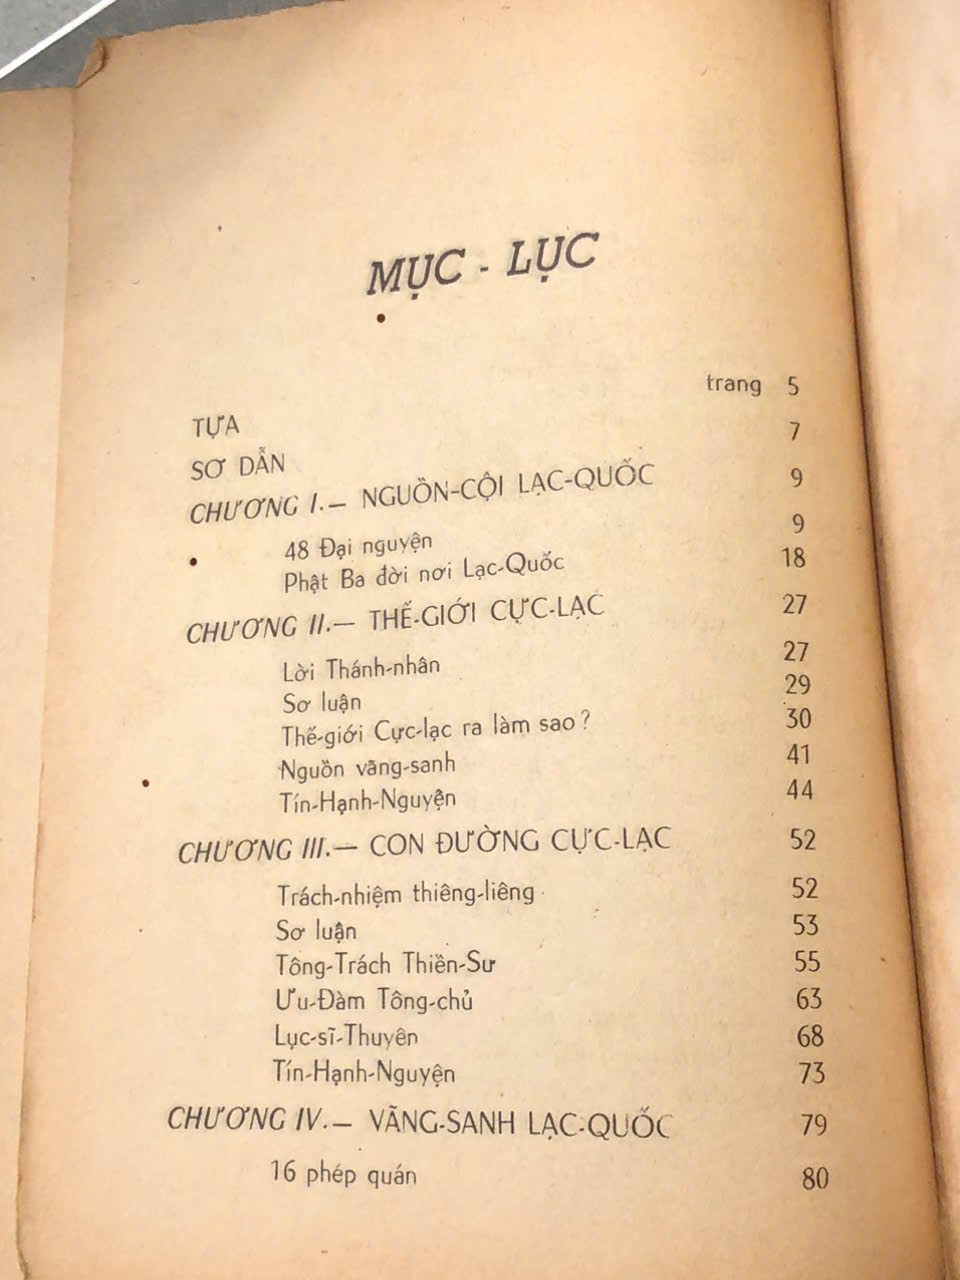 MỤC - LỤC
trang 5
TỰA 7
SƠ DẪN
CHƯƠNG I.— NGUỒN-CỘI LẠC-QUỐC 9
48 Đại nguyện 9
Phật Ba đời nơi Lạc-Quốc 18
CHƯƠNG II.— THẾ-GIỚI CỰC-LẠC 27
Lời Thánh-nhân 27
Sơ luận 29
Thế-giới Cực-lạc ra làm sao? 30
Nguồn vãng-sanh 41
Tín-Hạnh-Nguyện 44
CHƯƠNG III.— CON ĐƯỜNG CỰC-LẠC 52
Trách-nhiệm thiêng-liêng 52
Sơ luận 53
Tông-Trách Thiền-Sư 55
Ưu-Đàm Tông-chủ 63
Lục-sĩ-Thuyên 68
Tín-Hạnh-Nguyện 73
CHƯƠNG IV.— VÃNG-SANH LẠC-QUỐC 79
16 phép quán 80